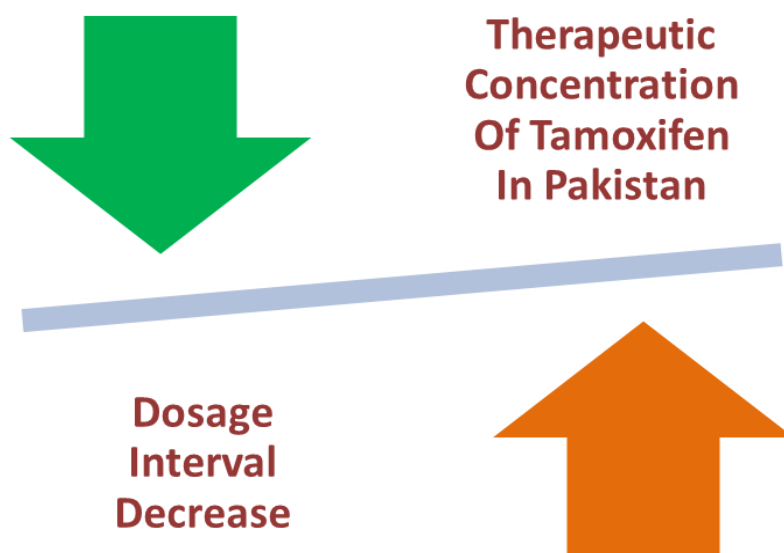 Therapeutic
Concentration
Of Tamoxifen
In Pakistan
Dosage
Interval
Decrease